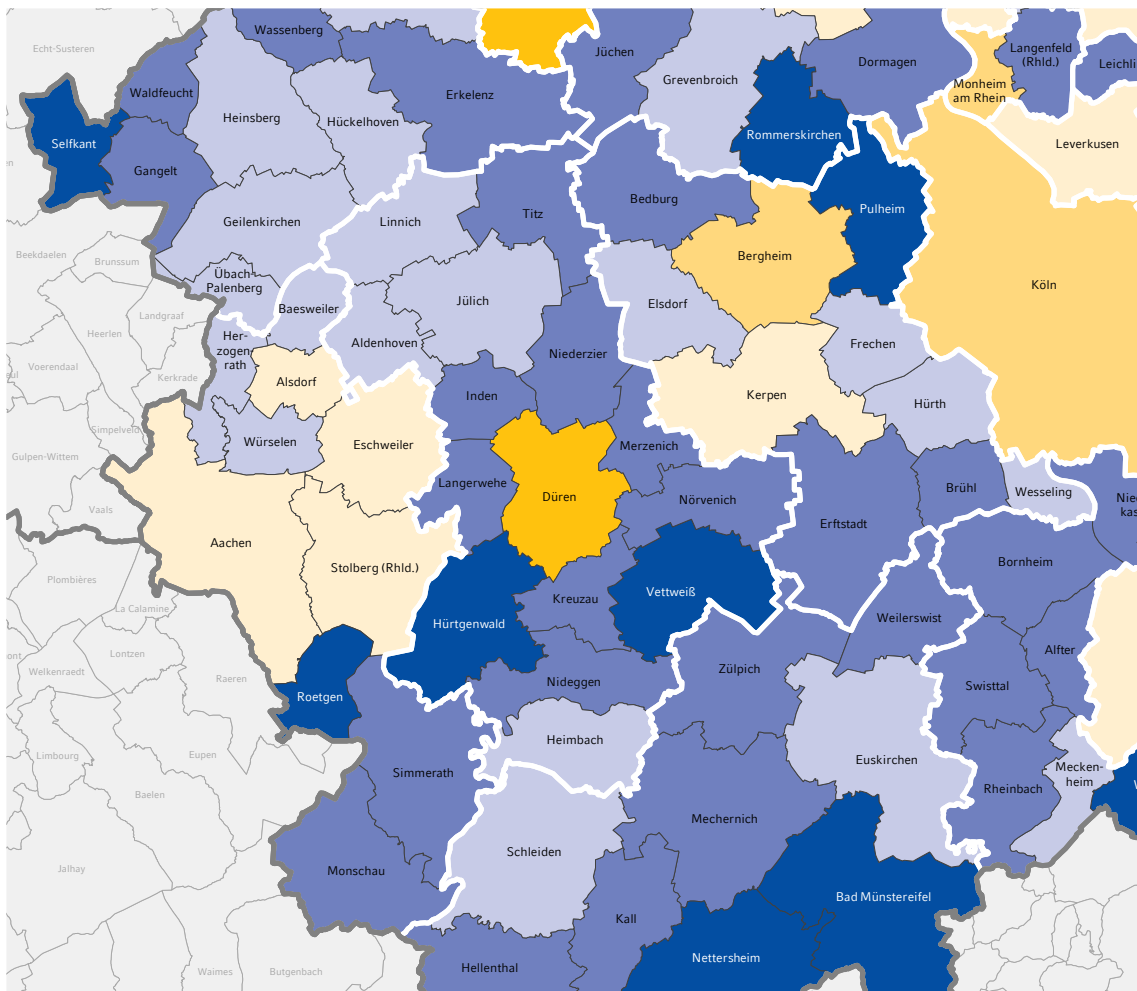 Echt-Susteren
Wassenberg
Jüchen
Dormagen
Langenfeld
(Rhld.)
Leichli
Grevenbroich
Monheim
am Rhein
Waldfeucht
Erkelenz
Heinsberg
Hückelhoven
Rommerskirchen
Selfkant
Leverkusen
Gangelt
Bedburg
Pulheim
Geilenkirchen
Linnich
Titz
Beekdaelen
Brunssum
Bergheim
Übach-
Palenberg
Köln
Jülich
Elsdorf
Baesweiler
Landgraaf
Heerlen
Her-
zogen-
rath
Aldenhoven
Frechen
Niederzier
Voerendaal
Kerkrade
Alsdorf
Inden
Kerpen
Hürth
Simpelveld
Würselen
Eschweiler
Merzenich
Gulpen-Wittem
Langerwehe
Brühl
Wesseling
Düren
Nörvenich
Nied
kas
Vaals
Erftstadt
Aachen
Stolberg (Rhld.)
Bornheim
Plombières
Vettweiß
Kreuzau
La Calamine
Hürtgenwald
Weilerswist
Lontzen
Alfter
ont
Welkenraedt
Raeren
Zülpich
Nideggen
Swisttal
Roetgen
Heimbach
Limbourg
Eupen
Euskirchen
Simmerath
Mecken-
heim
Rheinbach
Baelen
Mechernich
Schleiden
Jalhay
Monschau
Bad Münstereifel
Kall
Nettersheim
Hellenthal
Waimes
Butgenbach